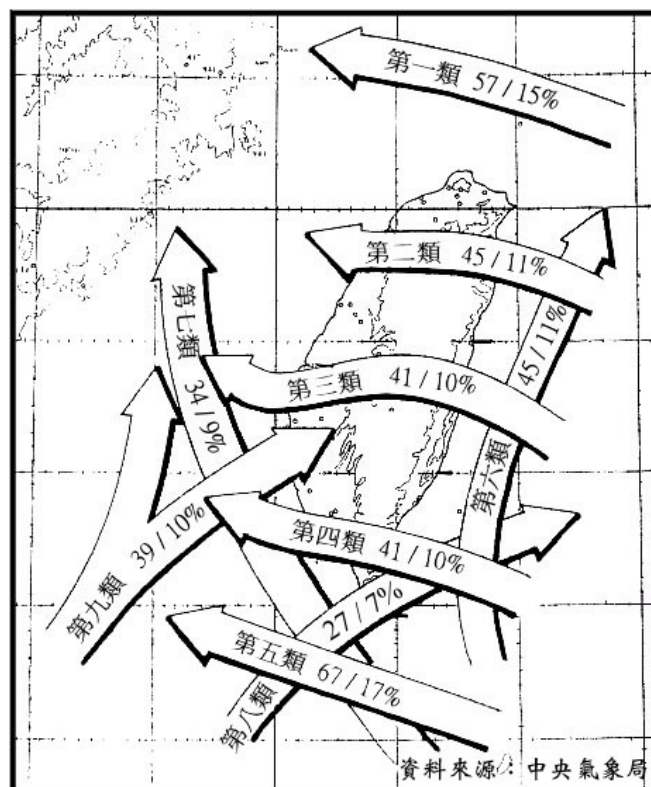 第一類 57 / 15%
第二類 45 / 11%
第七類 34 / 9%
45 / 11%
第三類 41 / 10%
第六類
第九類 39 / 10%
第四類 41 / 10%
27 / 7%
第五類 67 / 17%
第八類
資料來源：中央氣象局